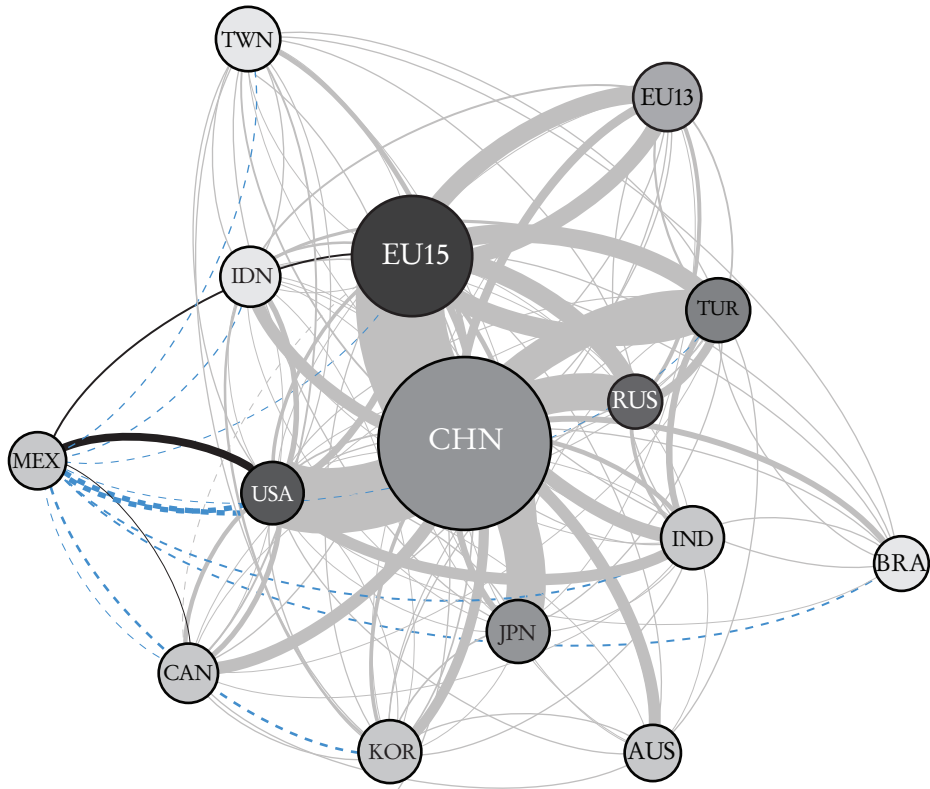 TWN
EU13
EU15
IDN
TUR
RUS
CHN
MEX
USA
IND
BRA
JPN
CAN
KOR
AUS